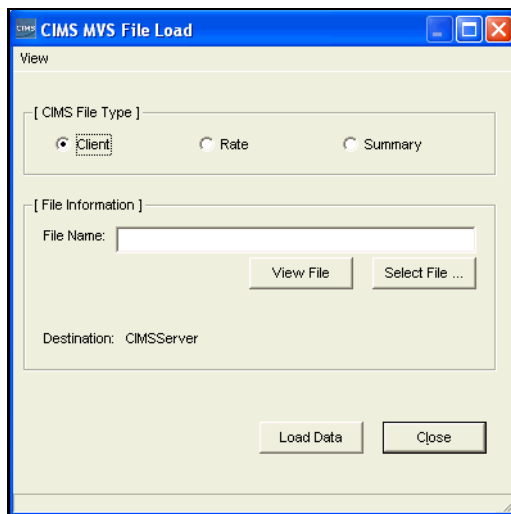 CIMS CIMS MVS File Load
View
[ CIMS File Type ]
Client Rate Summary
[ File Information ]
File Name:
View File Select File ...
Destination: CIMSServer
Load Data Close